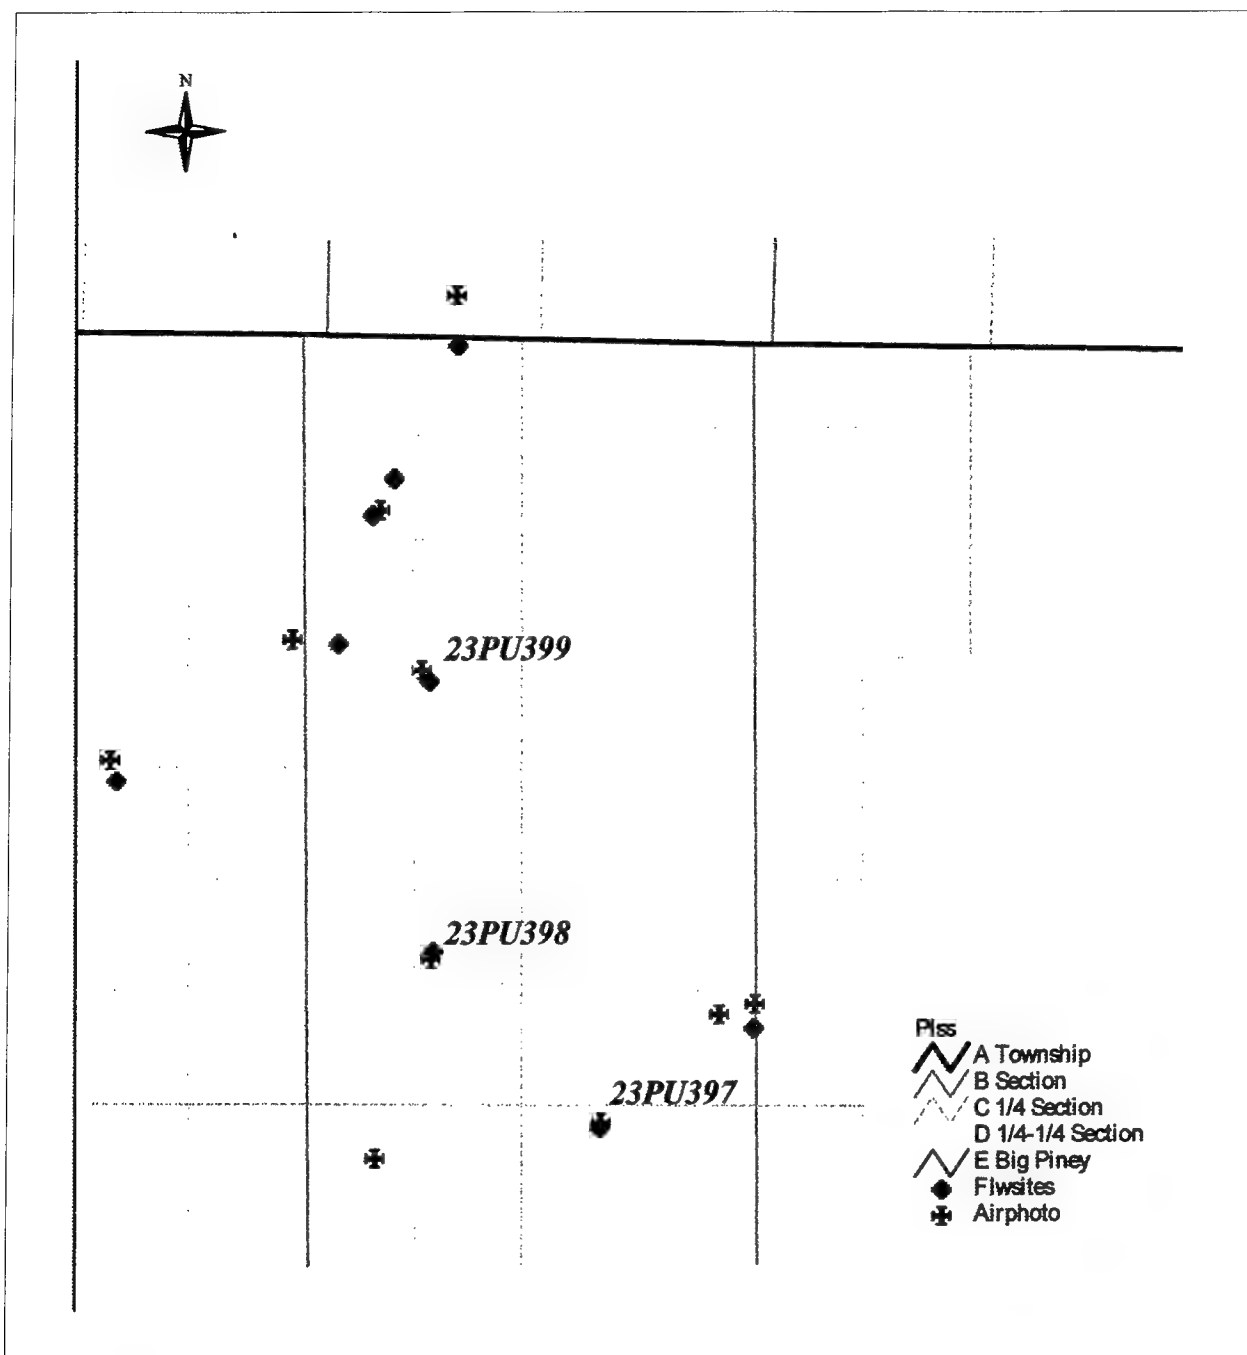 N
23PU399
23PU398
23PU397
Plss
A Township
B Section
C 1/4 Section
D 1/4-1/4 Section
E Big Piney
Flwsites
Airphoto